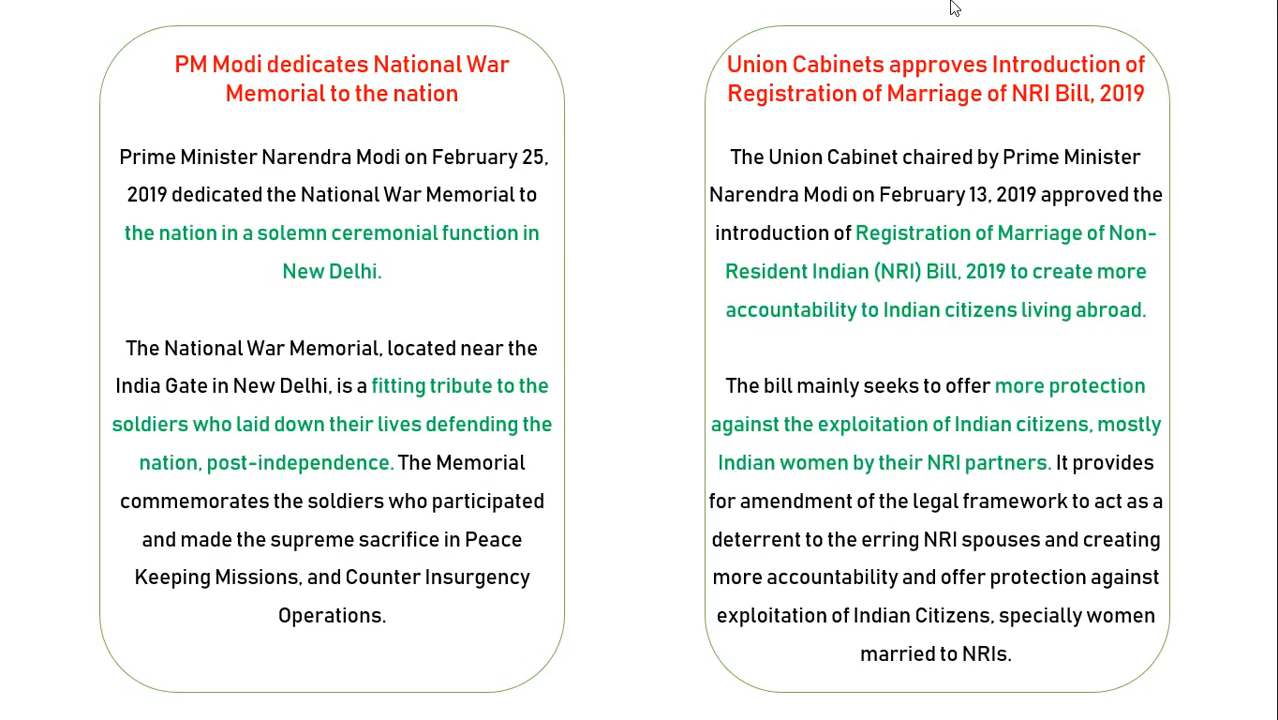 PM Modi dedicates National War
Memorial to the nation
Prime Minister Narendra Modi on February 25,
2019 dedicated the National War Memorial to
the nation in a solemn ceremonial function in
New Delhi.
The National War Memorial, located near the
India Gate in New Delhi, is a fitting tribute to the
soldiers who laid down their lives defending the
nation, post-independence. The Memorial
commemorates the soldiers who participated
and made the supreme sacrifice in Peace
Keeping Missions, and Counter Insurgency
Operations.
Union Cabinets approves Introduction of
Registration of Marriage of NRI Bill, 2019
The Union Cabinet chaired by Prime Minister
Narendra Modi on February 13, 2019 approved the
introduction of Registration of Marriage of Non-
Resident Indian (NRI) Bill, 2019 to create more
accountability to Indian citizens living abroad.
The bill mainly seeks to offer more protection
against the exploitation of Indian citizens, mostly
Indian women by their NRI partners. It provides
for amendment of the legal framework to act as a
deterrent to the erring NRI spouses and creating
more accountability and offer protection against
exploitation of Indian Citizens, specially women
married to NRIs.